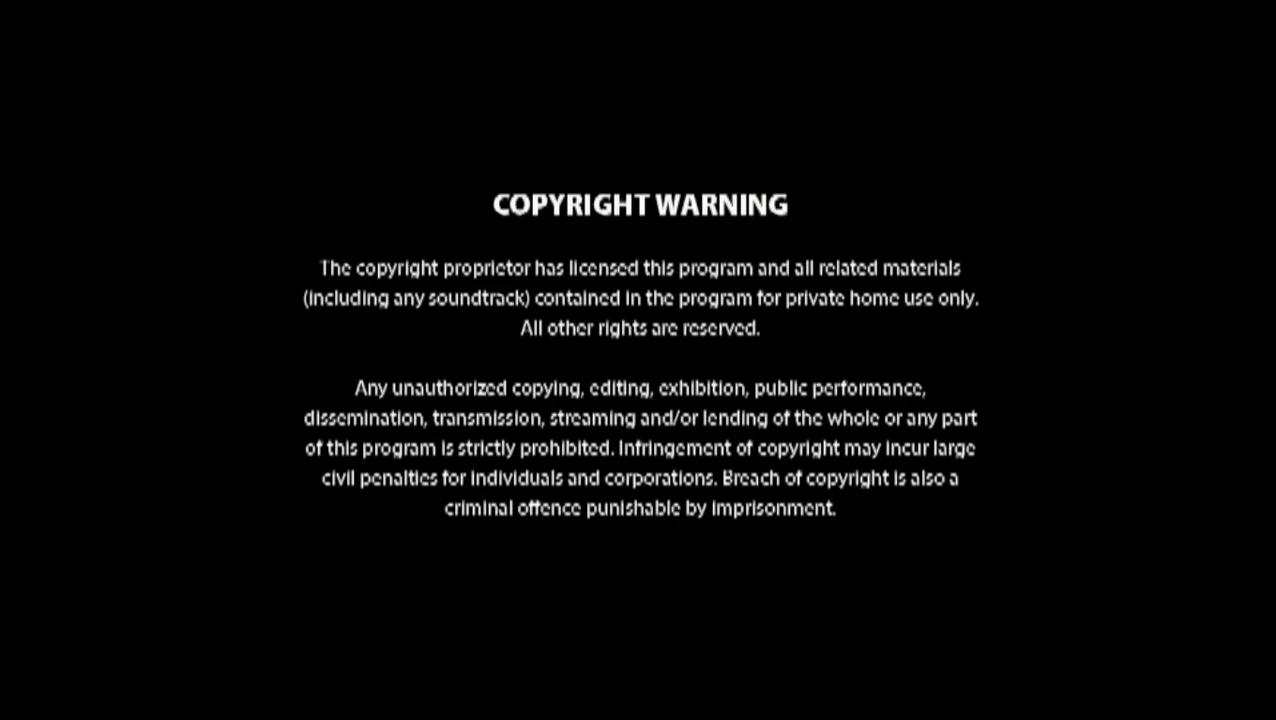 COPYRIGHT WARNING
The copyright proprietor has licensed this program and all related materials
(including any soundtrack) contained in the program for private home use only.
All other rights are reserved.
Any unauthorized copying, editing, exhibition, public performance,
dissemination, transmission, streaming and/or lending of the whole or any part
of this program is strictly prohibited. Infringement of copyright may incur large
civil penalties for individuals and corporations. Breach of copyright is also a
criminal offence punishable by imprisonment.